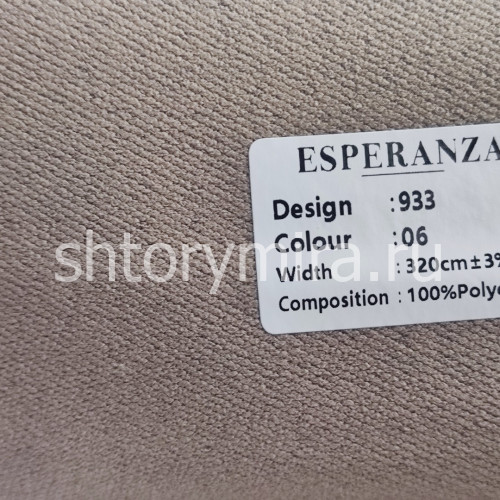 ESPERANZA
Design :933
Colour :06
shtorymira.ru
Width : 320cm±3%
Composition : 100%Polye